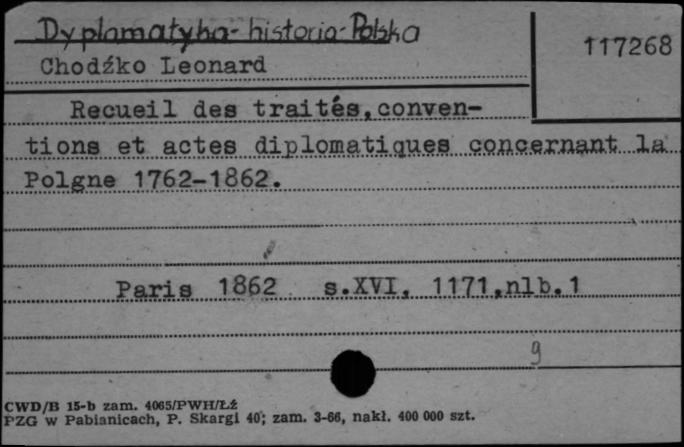 Dyplomatyka-historia-Polska
117268
Chodźko Leonard
Recueil des traités,conven-
tions et actes diplomatiques concernant la
Polgne 1762-1862.
Paris 1862 s.XVI, 1171,nlb.1
9
CWD/B 15-b zam. 4065/PWH/Łź
PZG w Pabianicach, P. Skargi 40; zam. 3-66, nakł. 400 000 szt.